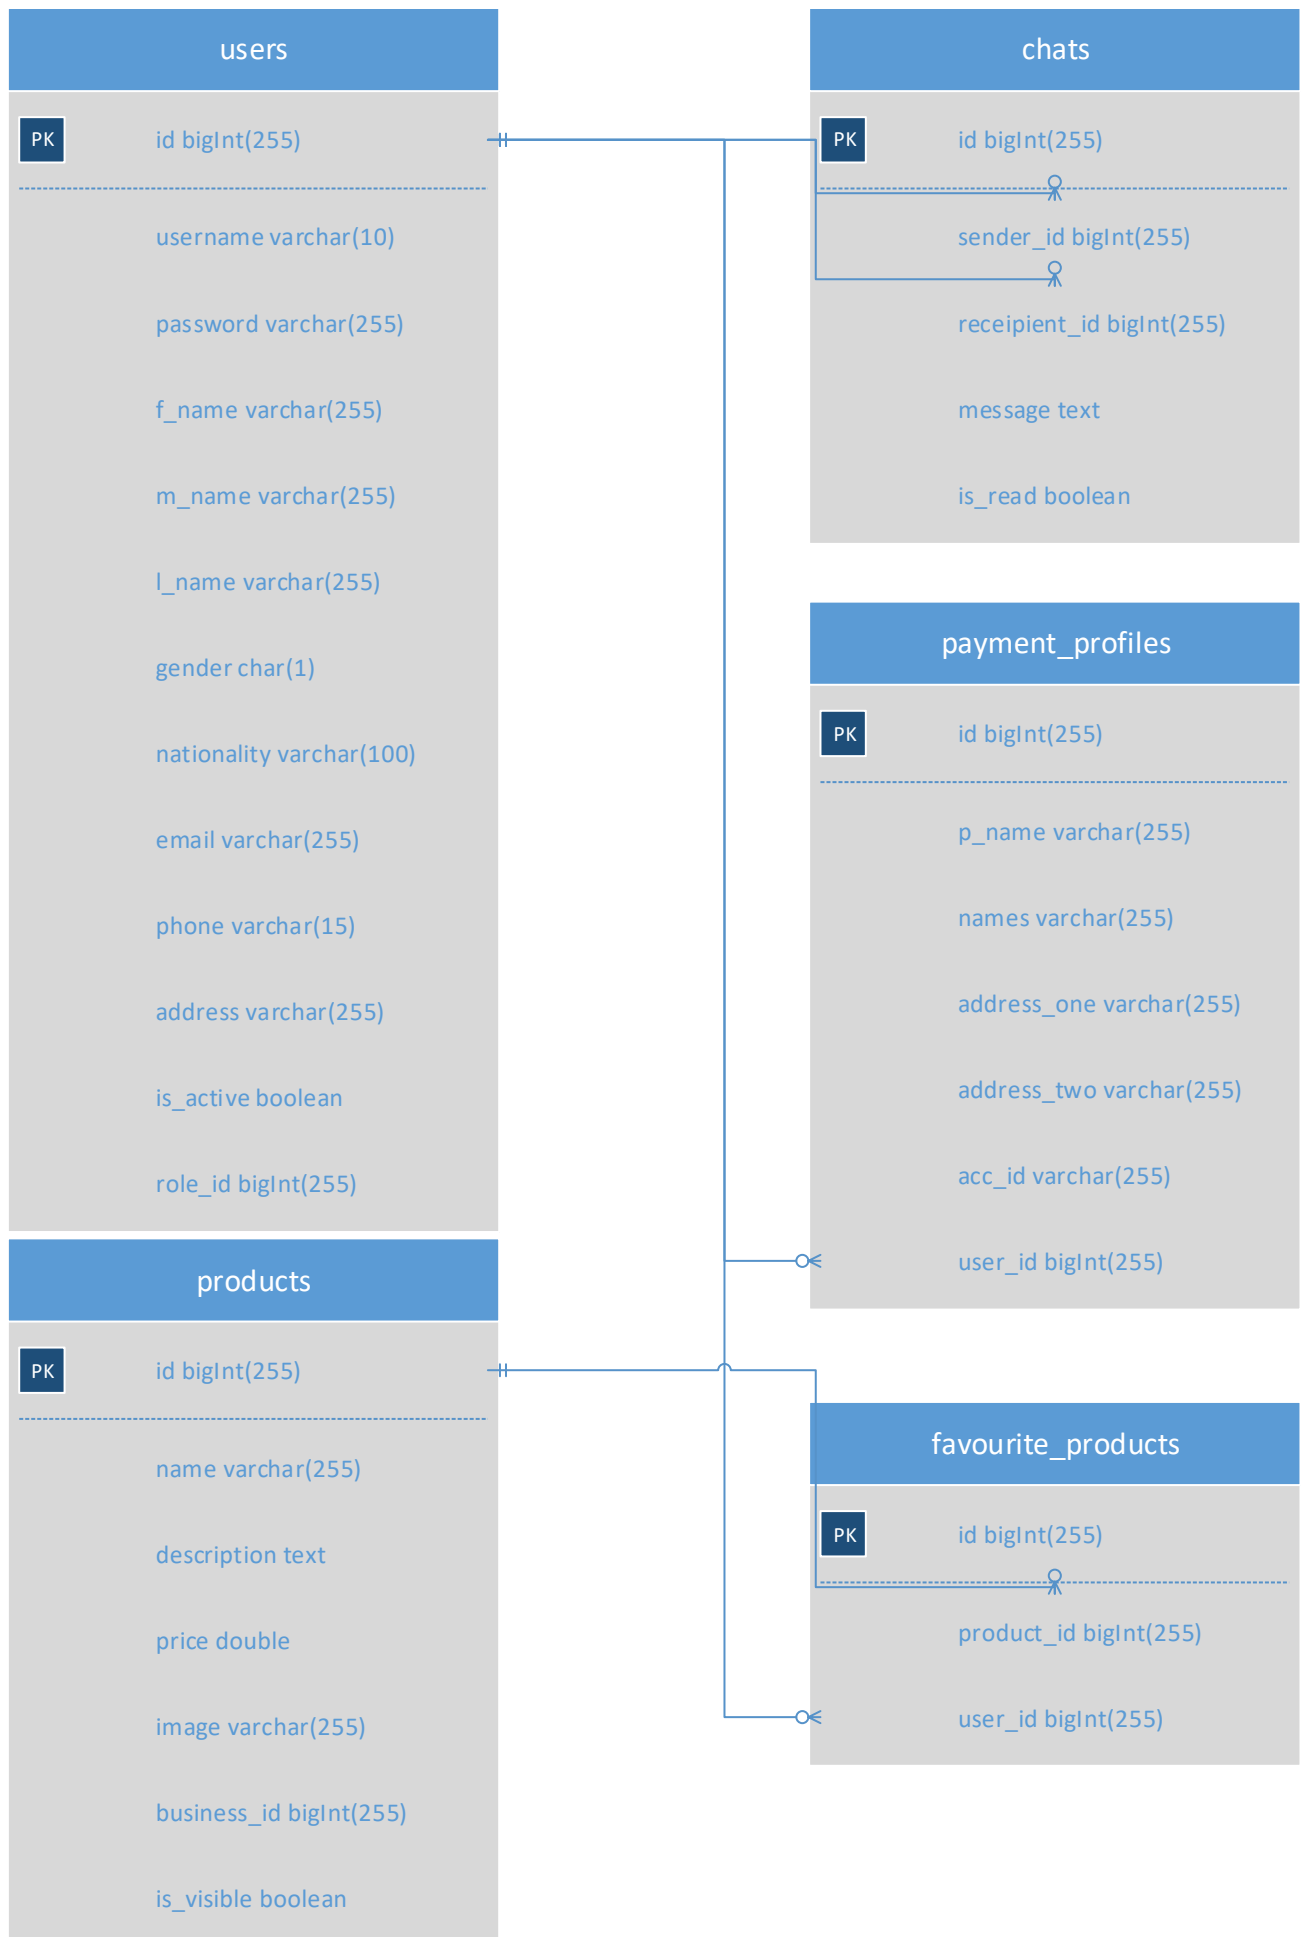 users
PK
id bigInt(255)
username varchar(10)
password varchar(255)
f_name varchar(255)
m_name varchar(255)
l_name varchar(255)
gender char(1)
nationality varchar(100)
email varchar(255)
phone varchar(15)
address varchar(255)
is_active boolean
role_id bigInt(255)
products
PK
id bigInt(255)
name varchar(255)
description text
price double
image varchar(255)
business_id bigInt(255)
is_visible boolean
chats
PK
id bigInt(255)
sender_id bigInt(255)
receipient_id bigInt(255)
message text
is_read boolean
payment_profiles
PK
id bigInt(255)
p_name varchar(255)
names varchar(255)
address_one varchar(255)
address_two varchar(255)
acc_id varchar(255)
user_id bigInt(255)
favourite_products
PK
id bigInt(255)
product_id bigInt(255)
user_id bigInt(255)